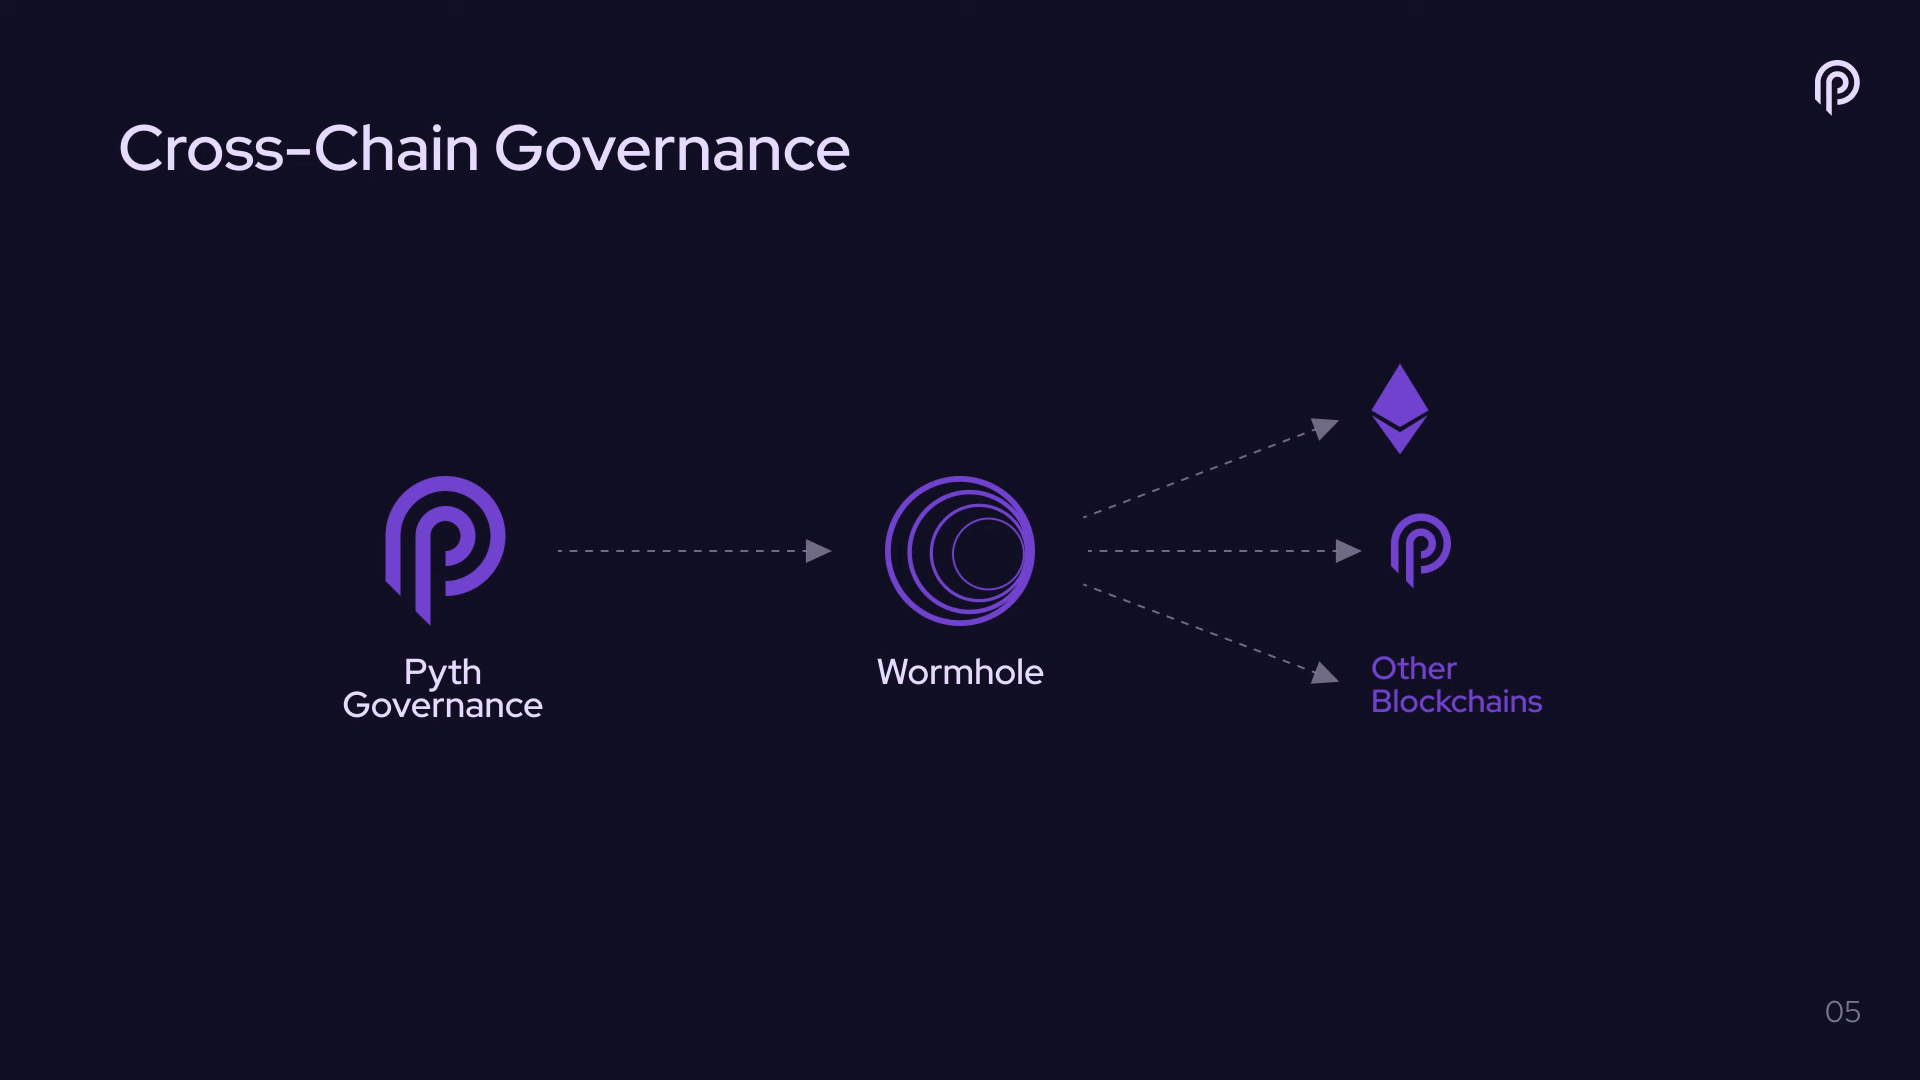 Cross-Chain Governance
Pyth
Governance
Wormhole
Other
Blockchains
05